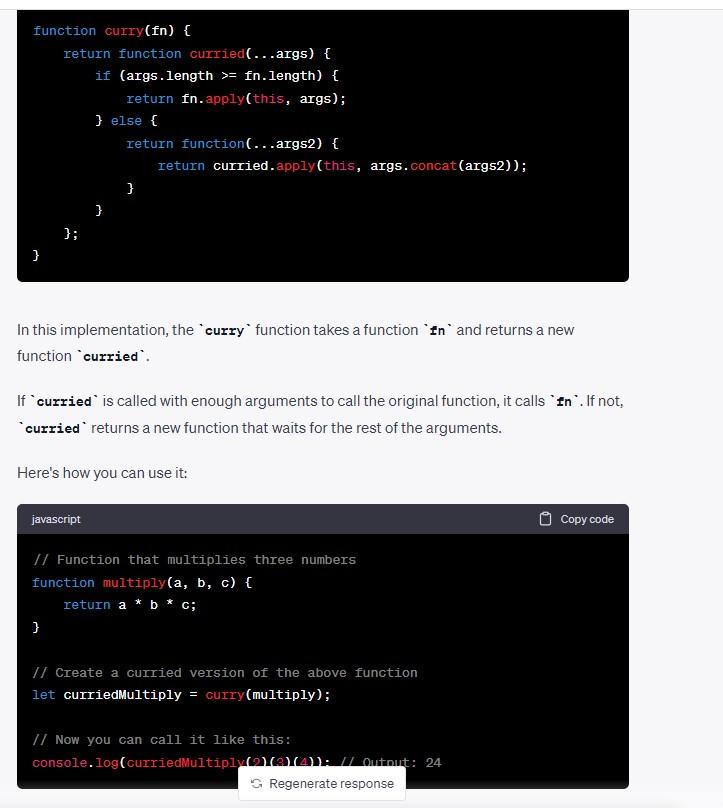 function curry(fn) {
return function curried(...args) {
if (args.length >= fn.length) {
return fn.apply(this, args);
} else {
return function(...args2) {
return curried.apply(this, args.concat(args2));
}
}
};
}
In this implementation, the `curry` function takes a function `fn` and returns a new
function `curried`.
If `curried` is called with enough arguments to call the original function, it calls `fn`. If not,
`curried` returns a new function that waits for the rest of the arguments.
Here's how you can use it:
javascript Copy code
// Function that multiplies three numbers
function multiply(a, b, c) {
return a * b * c;
}
// Create a curried version of the above function
let curriedMultiply = curry(multiply);
// Now you can call it like this:
console.log(curriedMultiply(2)(3)(4)); // Output: 24
Regenerate response